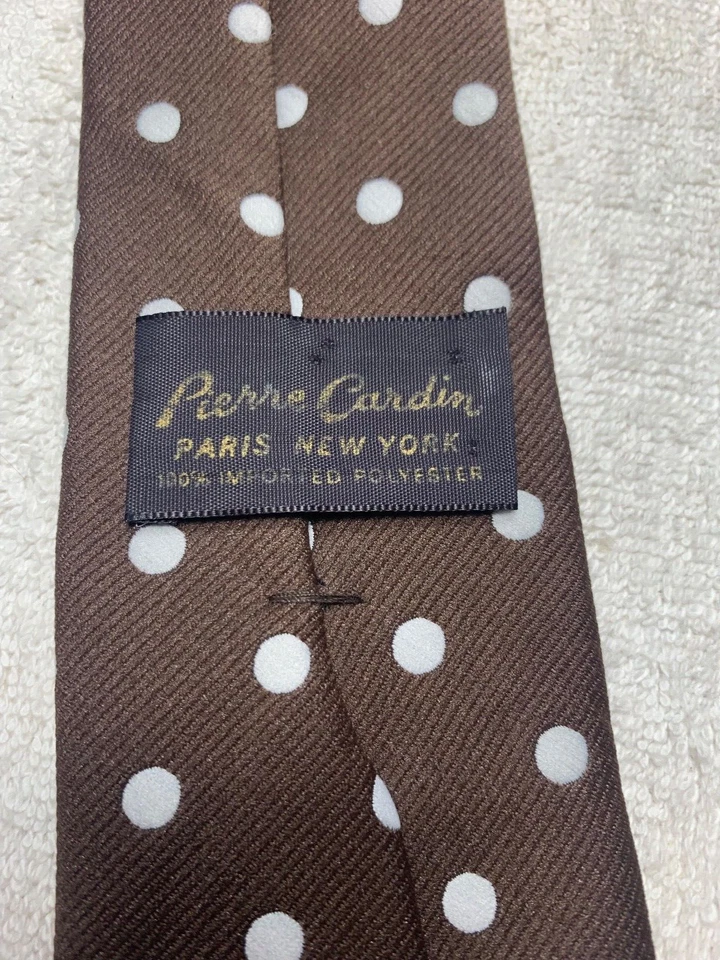 Pierre Cardin
PARIS NEW YORK
100% IMPORTED POLYESTER